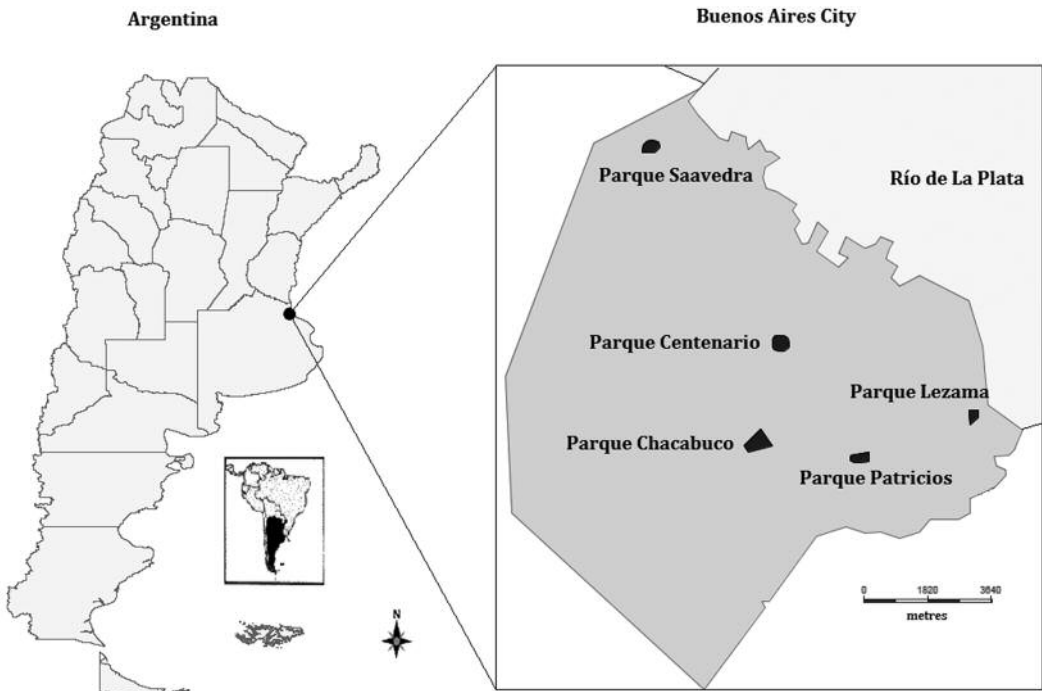 Argentina
Buenos Aires City
Parque Saavedra
Río de La Plata
Parque Centenario
Parque Lezama
Parque Chacabuco
Parque Patricios
0 1820 3640
metres
N